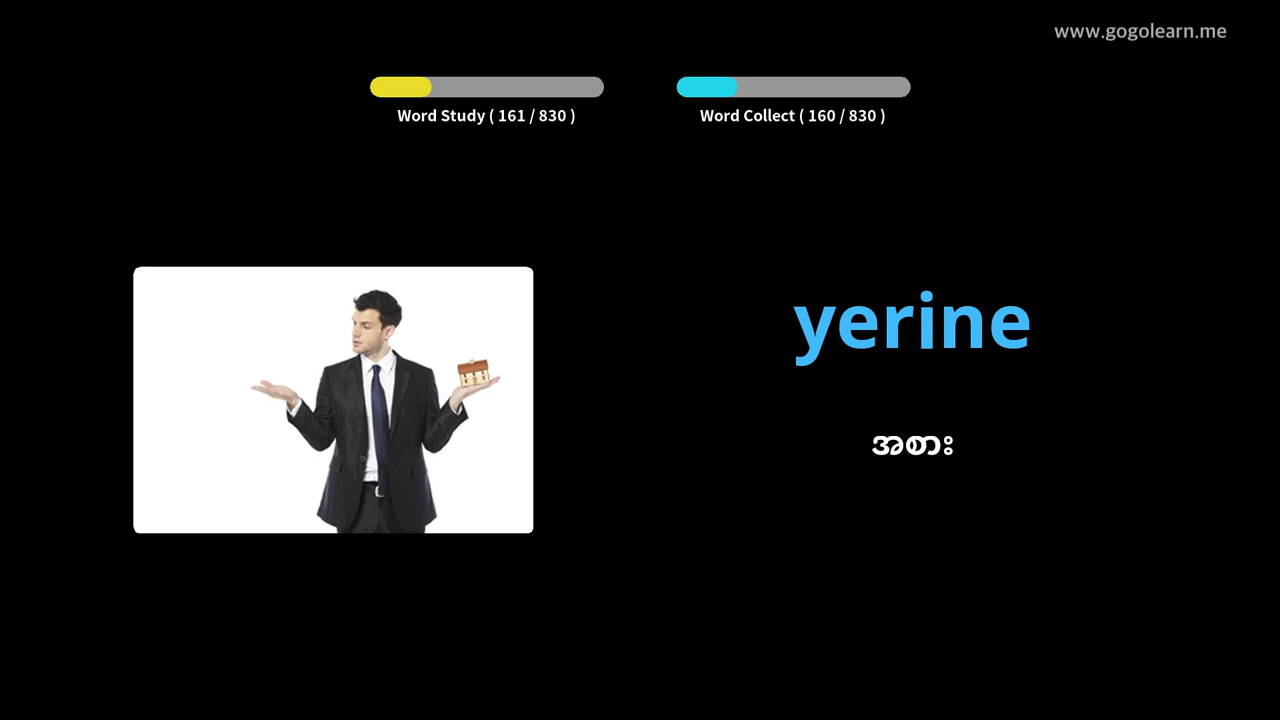 www.gogolearn.me
Word Study ( 161 / 830 )
Word Collect ( 160 / 830 )
yerine
အစား